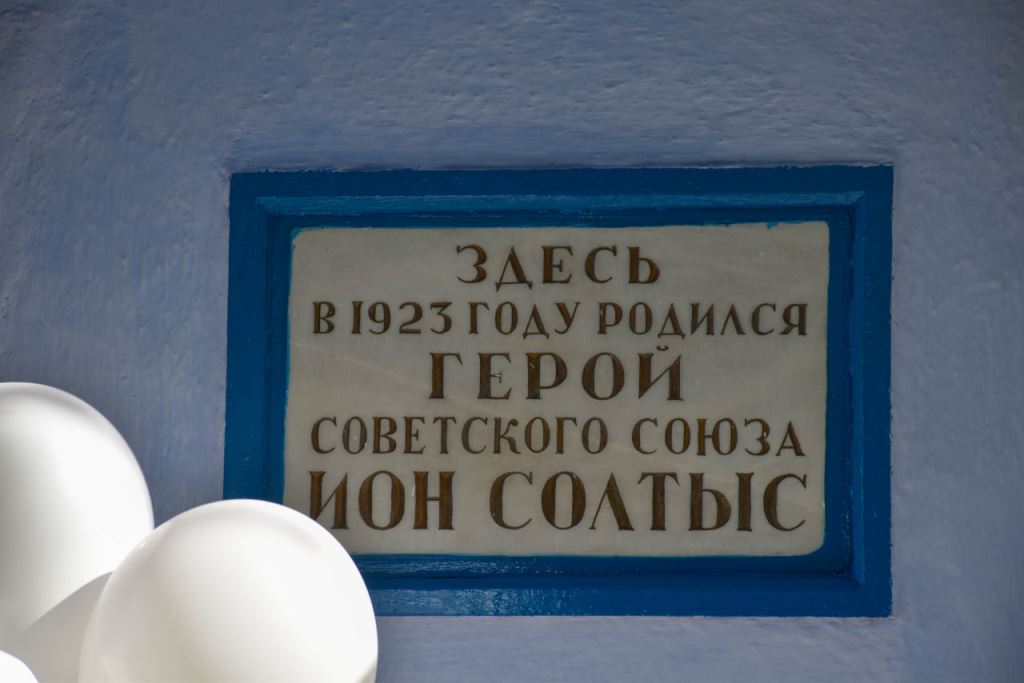 ЗДЕСЬ
В 1923 ГОДУ РОДИЛСЯ
ГЕРОЙ
СОВЕТСКОГО СОЮЗА
ИОН СОЛТЫС